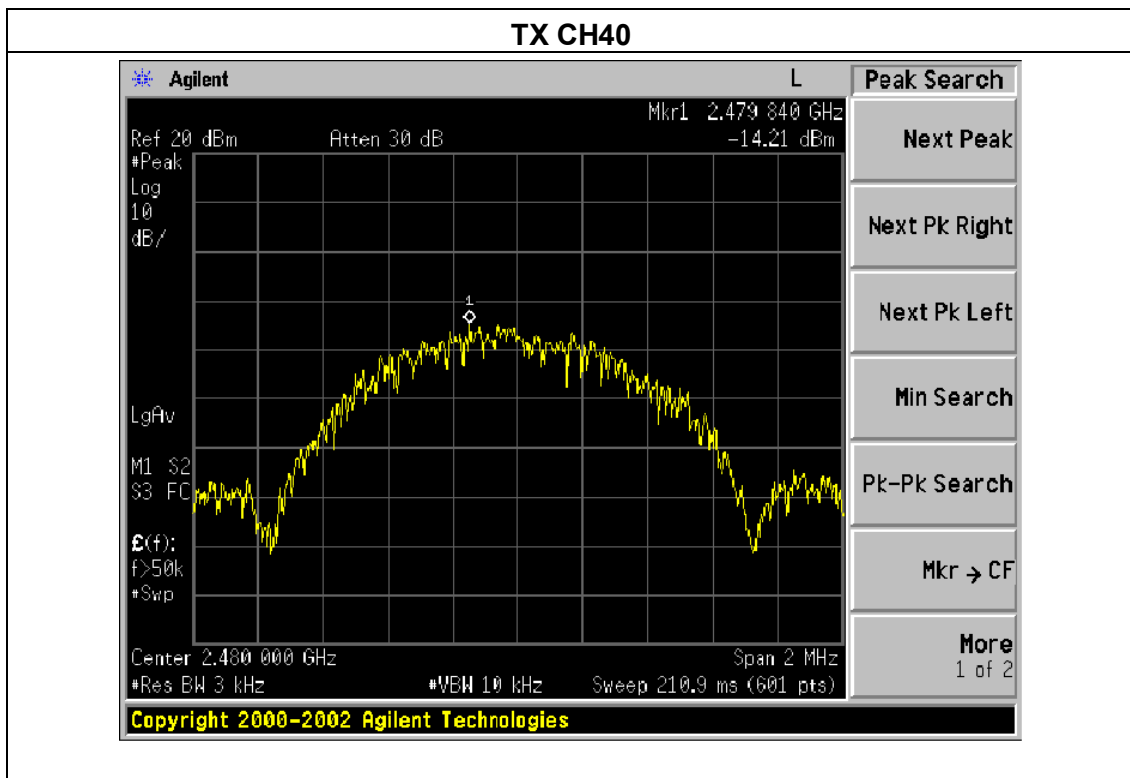 TX CH40
Agilent L Peak Search
Mkr1 2.479 840 GHz
Ref 20 dBm Atten 30 dB -14.21 dBm
#Peak
Log
10
dB/
1
LgAv
M1 S2
S3 FC
£(f):
f>50k
#Swp
Center 2.480 000 GHz Span 2 MHz
#Res BW 3 kHz #VBW 10 kHz Sweep 210.9 ms (601 pts)
Copyright 2000-2002 Agilent Technologies
Next Peak
Next Pk Right
Next Pk Left
Min Search
Pk-Pk Search
Mkr → CF
More
1 of 2